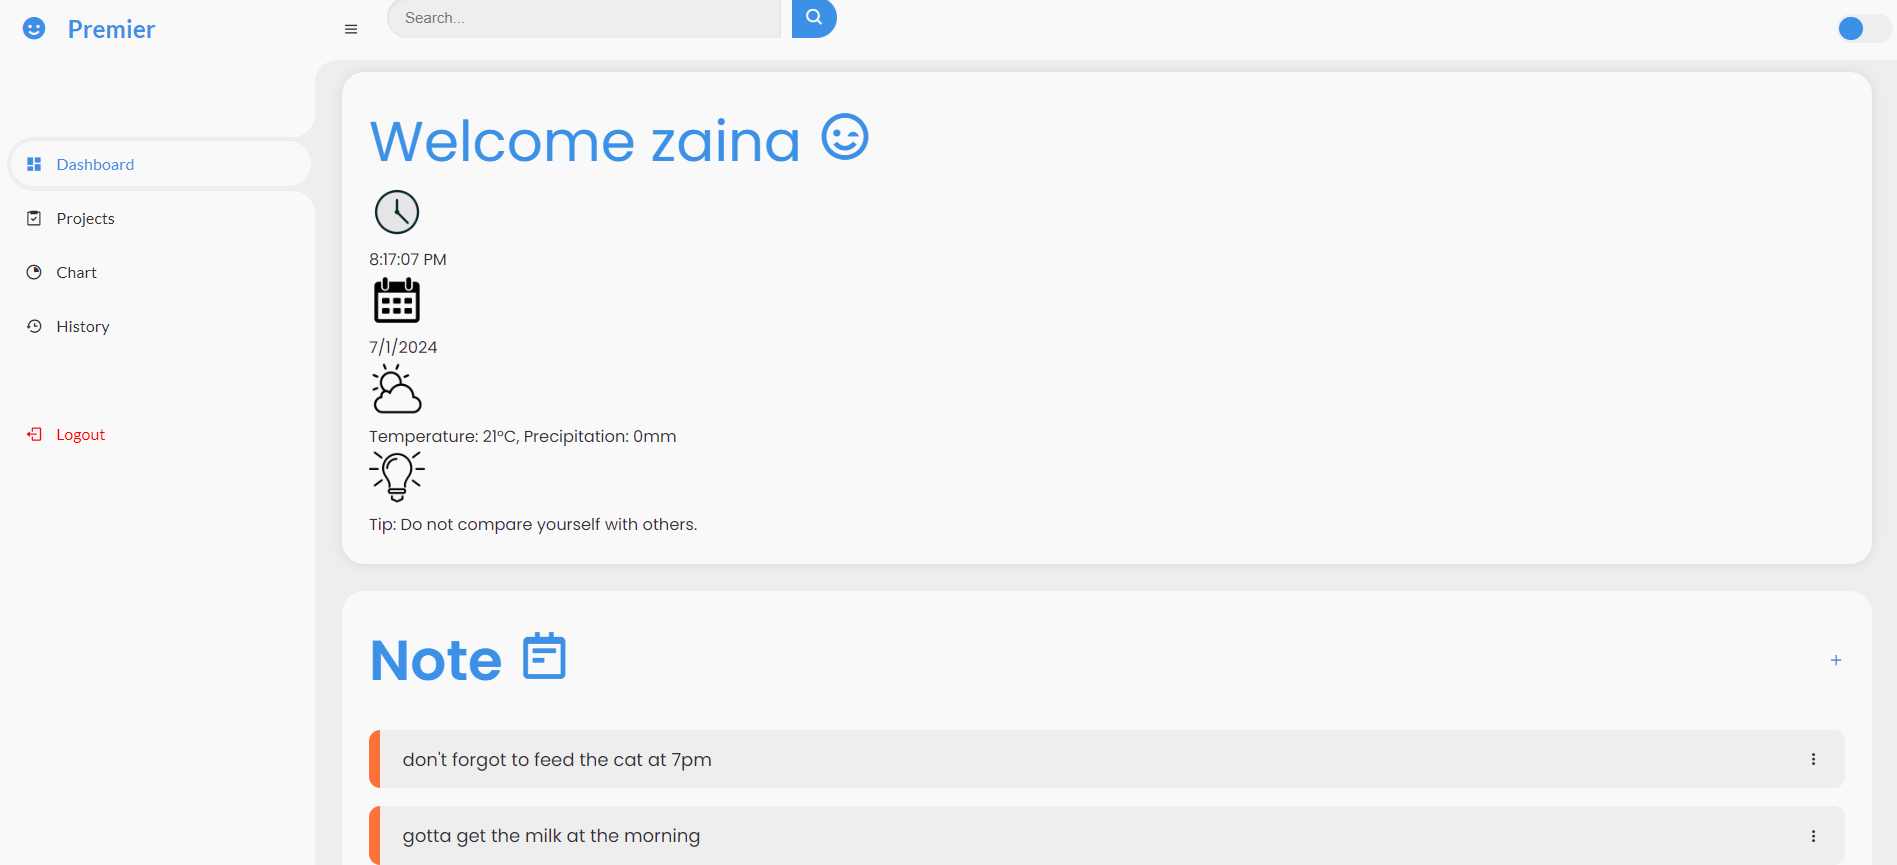 Premier
Search...
Dashboard
Projects
Chart
History
Logout
Welcome zaina
8:17:07 PM
7/1/2024
Temperature: 21°C, Precipitation: 0mm
Tip: Do not compare yourself with others.
Note
don't forgot to feed the cat at 7pm
gotta get the milk at the morning